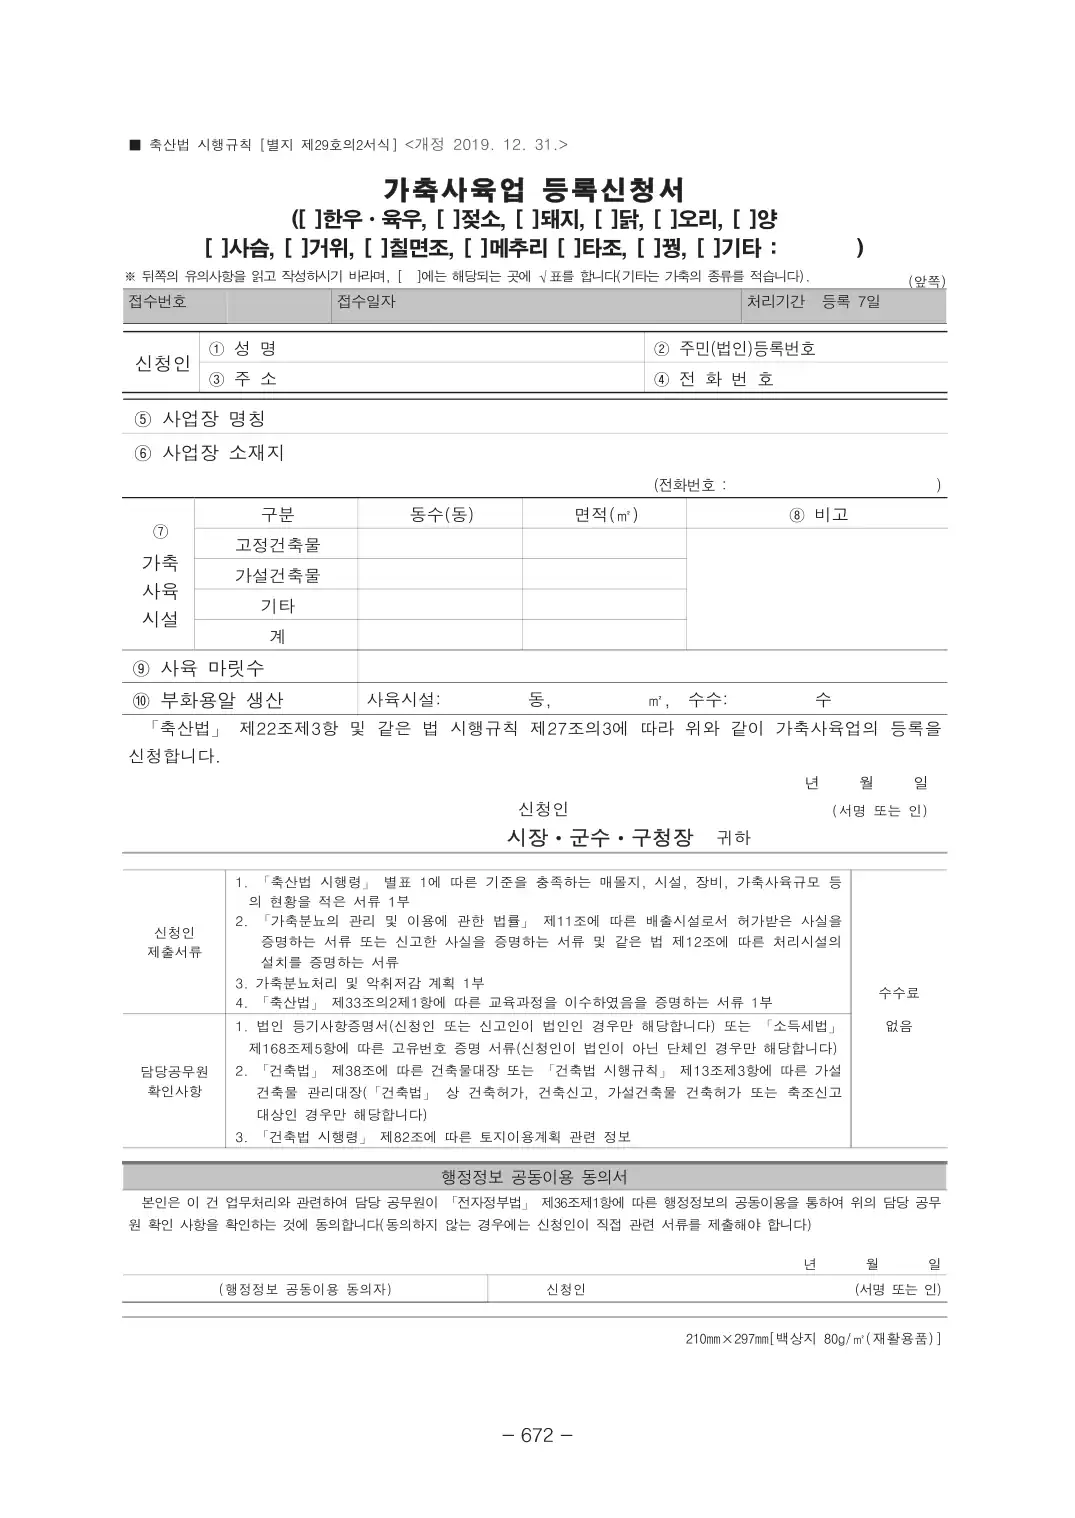 ■ 축산법 시행규칙 [별지 제29호의2서식] <개정 2019. 12. 31.>
가축사육업 등록신청서
([ ]한우·육우, [ ]젖소, [ ]돼지, [ ]닭, [ ]오리, [ ]양
[ ]사슴, [ ]거위, [ ]칠면조, [ ]메추리 [ ]타조, [ ]꿩, [ ]기타 : )
※ 뒤쪽의 유의사항을 읽고 작성하시기 바라며, [ ]에는 해당되는 곳에 √표를 합니다(기타는 가축의 종류를 적습니다).
(앞쪽)
접수번호 접수일자 처리기간 등록 7일
신청인
① 성 명 ② 주민(법인)등록번호
③ 주 소 ④ 전 화 번 호
⑤ 사업장 명칭
⑥ 사업장 소재지
(전화번호 : )
⑦ 가축 사육 시설
구분 동수(동) 면적(㎡) ⑧ 비고
고정건축물
가설건축물
기타
계
⑨ 사육 마릿수
⑩ 부화용알 생산 사육시설: 동, ㎡, 수수: 수
「축산법」 제22조제3항 및 같은 법 시행규칙 제27조의3에 따라 위와 같이 가축사육업의 등록을
신청합니다.
년 월 일
신청인 (서명 또는 인)
시장·군수·구청장 귀하
신청인
제출서류
1. 「축산법 시행령」 별표 1에 따른 기준을 충족하는 매몰지, 시설, 장비, 가축사육규모 등
의 현황을 적은 서류 1부
2. 「가축분뇨의 관리 및 이용에 관한 법률」 제11조에 따른 배출시설로서 허가받은 사실을
증명하는 서류 또는 신고한 사실을 증명하는 서류 및 같은 법 제12조에 따른 처리시설의
설치를 증명하는 서류
3. 가축분뇨처리 및 악취저감 계획 1부
4. 「축산법」 제33조의2제1항에 따른 교육과정을 이수하였음을 증명하는 서류 1부
수수료
없음
담당공무원
확인사항
1. 법인 등기사항증명서(신청인 또는 신고인이 법인인 경우만 해당합니다) 또는 「소득세법」
제168조제5항에 따른 고유번호 증명 서류(신청인이 법인이 아닌 단체인 경우만 해당합니다)
2. 「건축법」 제38조에 따른 건축물대장 또는 「건축법 시행규칙」 제13조제3항에 따른 가설
건축물 관리대장(「건축법」 상 건축허가, 건축신고, 가설건축물 건축허가 또는 축조신고
대상인 경우만 해당합니다)
3. 「건축법 시행령」 제82조에 따른 토지이용계획 관련 정보
행정정보 공동이용 동의서
본인은 이 건 업무처리와 관련하여 담당 공무원이 「전자정부법」 제36조제1항에 따른 행정정보의 공동이용을 통하여 위의 담당 공무
원 확인 사항을 확인하는 것에 동의합니다(동의하지 않는 경우에는 신청인이 직접 관련 서류를 제출해야 합니다)
년 월 일
(행정정보 공동이용 동의자) 신청인 (서명 또는 인)
210㎜×297㎜[백상지 80g/㎡(재활용품)]
- 672 -